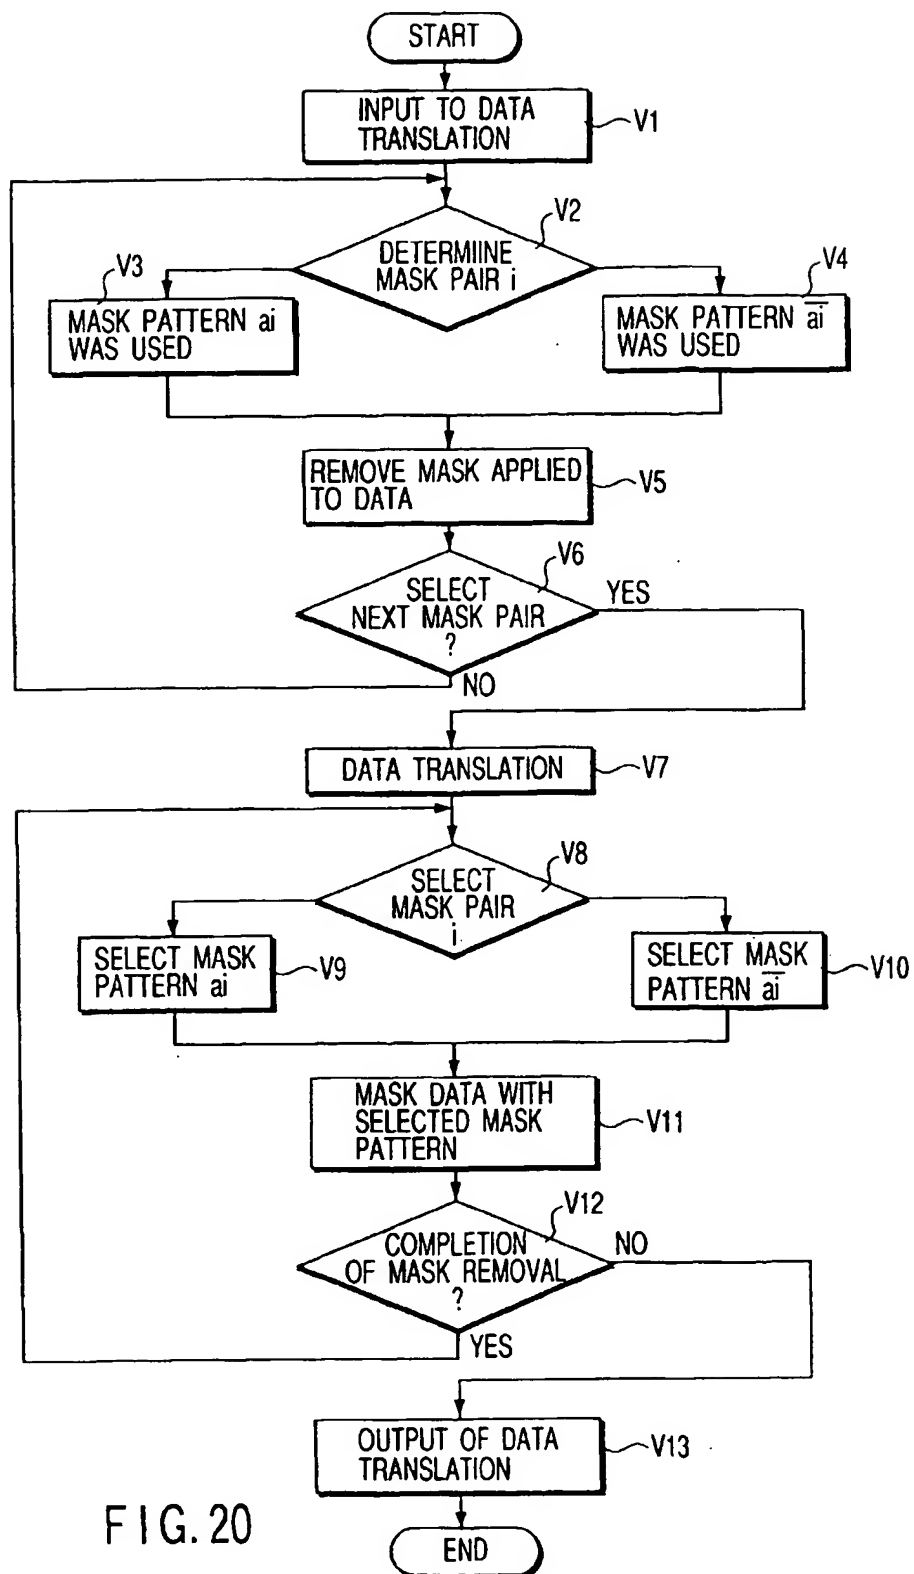 START
INPUT TO DATA
TRANSLATION
V1
DETERMIINE
MASK PAIR i
V2
V3
MASK PATTERN ai
WAS USED
V4
MASK PATTERN a̅i̅
WAS USED
REMOVE MASK APPLIED
TO DATA
V5
V6
SELECT
NEXT MASK PAIR
?
YES
NO
DATA TRANSLATION
V7
V8
SELECT
MASK PAIR
i
SELECT MASK
PATTERN ai
V9
SELECT MASK
PATTERN a̅i̅
V10
MASK DATA WITH
SELECTED MASK
PATTERN
V11
V12
COMPLETION
OF MASK REMOVAL
?
NO
YES
OUTPUT OF DATA
TRANSLATION
V13
FIG. 20
END